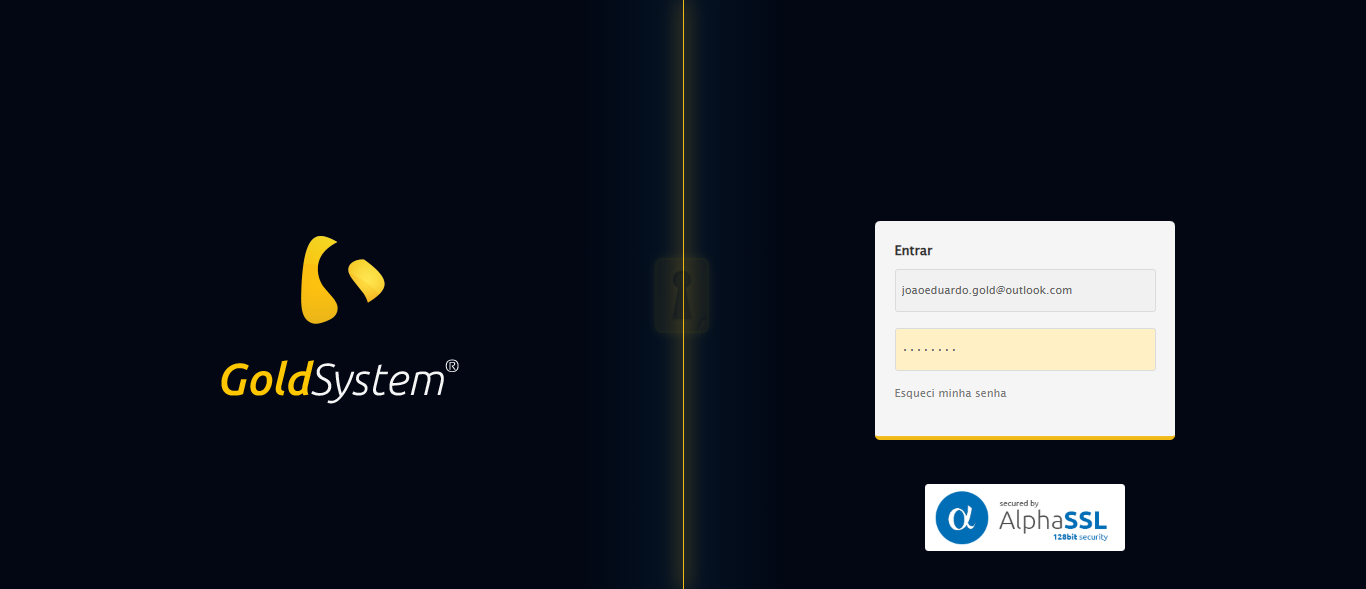 GoldSystem®
Entrar
joaoeduardo.gold@outlook.com
........
Esqueci minha senha
α
secured by
AlphaSSL
128bit security